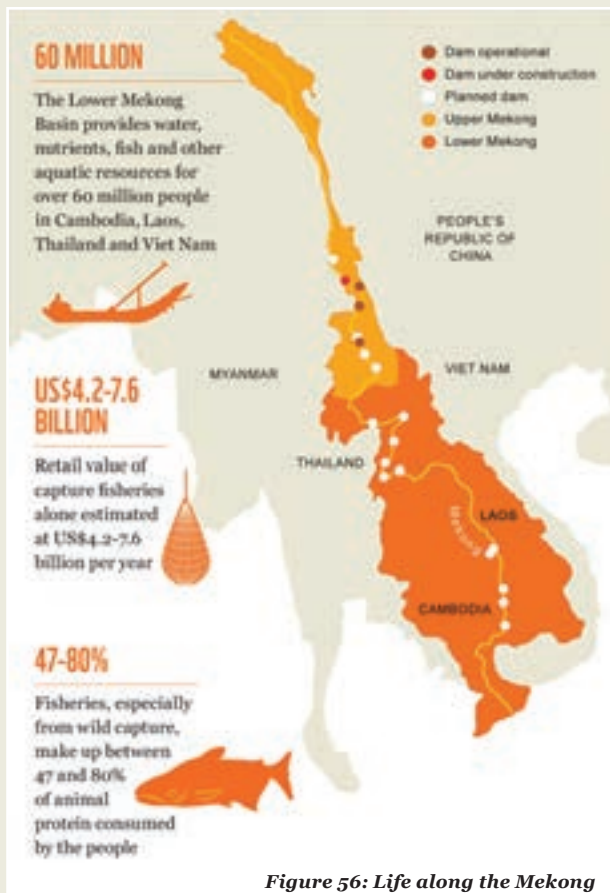 60 MILLION
The Lower Mekong
Basin provides water,
nutrients, fish and other
aquatic resources for
over 60 million people
in Cambodia, Laos,
Thailand and Viet Nam
US$4.2-7.6
BILLION
Retail value of
capture fisheries
alone estimated
at US$4.2-7.6
billion per year
47-80%
Fisheries, especially
from wild capture,
make up between
47 and 80%
of animal
protein consumed
by the people
Dam operational
Dam under construction
Planned dam
Upper Mekong
Lower Mekong
PEOPLE'S
REPUBLIC OF
CHINA
MYANMAR
VIET NAM
THAILAND
LAOS
Mekong
CAMBODIA
Figure 56: Life along the Mekong